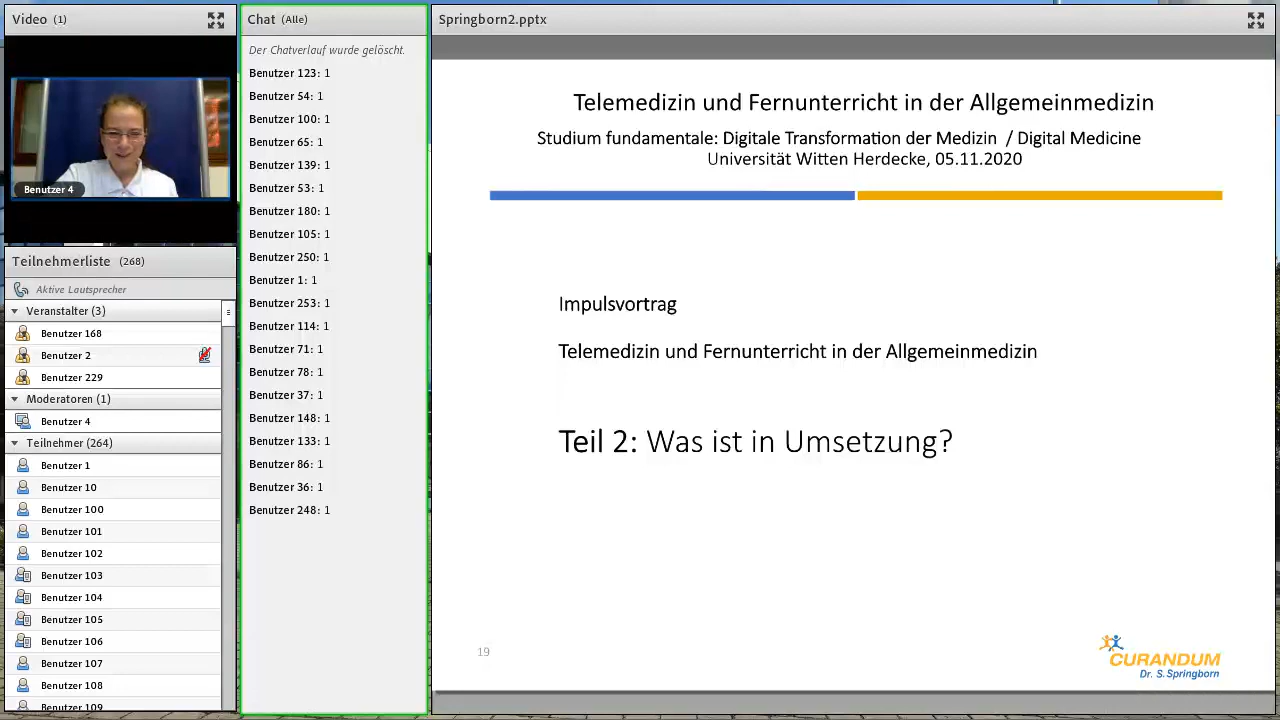 Video (1)
Benutzer 4
Teilnehmerliste (268)
Aktive Lautsprecher
Veranstalter (3)
Benutzer 168
Benutzer 2
Benutzer 229
Moderatoren (1)
Benutzer 4
Teilnehmer (264)
Benutzer 1
Benutzer 10
Benutzer 100
Benutzer 101
Benutzer 102
Benutzer 103
Benutzer 104
Benutzer 105
Benutzer 106
Benutzer 107
Benutzer 108
Benutzer 109
Chat (Alle)
Der Chatverlauf wurde gelöscht.
Benutzer 123: 1
Benutzer 54: 1
Benutzer 100: 1
Benutzer 65: 1
Benutzer 139: 1
Benutzer 53: 1
Benutzer 180: 1
Benutzer 105: 1
Benutzer 250: 1
Benutzer 1: 1
Benutzer 253: 1
Benutzer 114: 1
Benutzer 71: 1
Benutzer 78: 1
Benutzer 37: 1
Benutzer 148: 1
Benutzer 133: 1
Benutzer 86: 1
Benutzer 36: 1
Benutzer 248: 1
Springborn2.pptx
Telemedizin und Fernunterricht in der Allgemeinmedizin
Studium fundamentale: Digitale Transformation der Medizin / Digital Medicine
Universität Witten Herdecke, 05.11.2020
Impulsvortrag
Telemedizin und Fernunterricht in der Allgemeinmedizin
Teil 2: Was ist in Umsetzung?
19
CURANDUM
Dr. S. Springborn